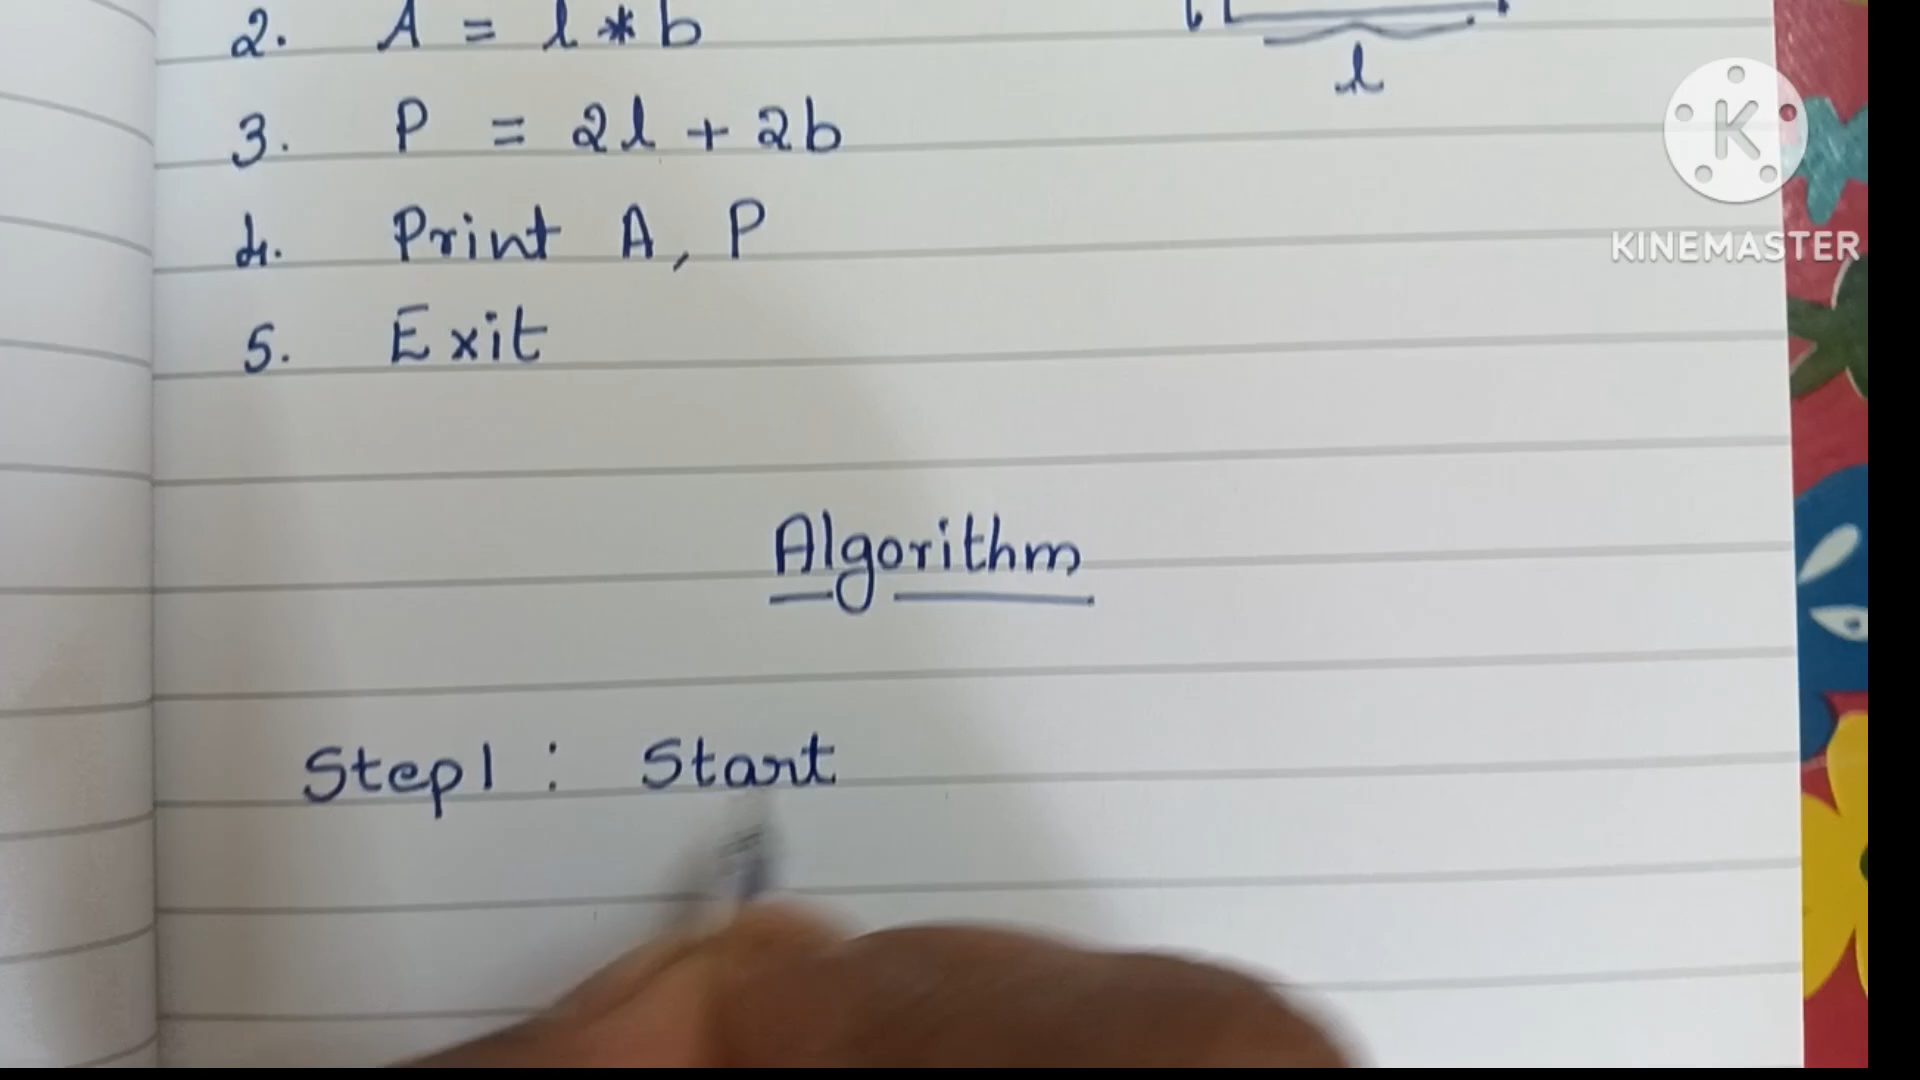 2. A = l * b
l
3. P = 2l + 2b
4. Print A, P
5. Exit
Algorithm
Step1 : Start
K
KINEMASTER